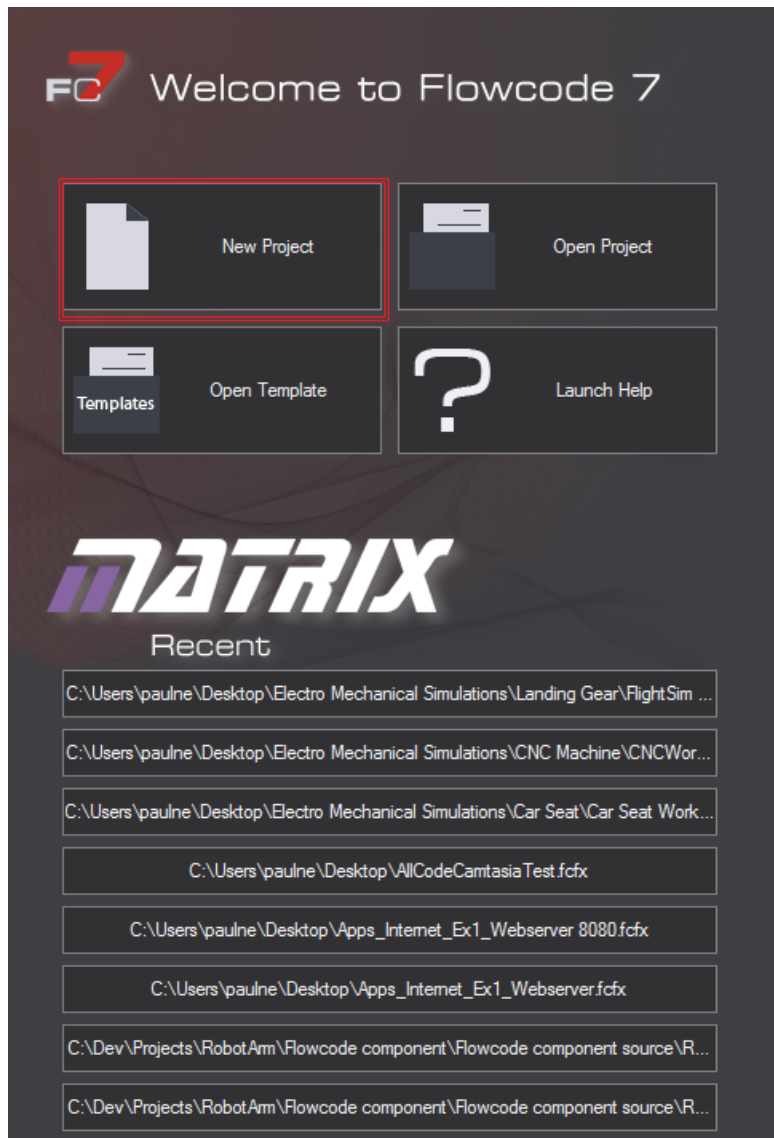 FC7 Welcome to Flowcode 7
New Project
Open Project
Templates
Open Template
Launch Help
MATRIX
Recent
C:\Users\paulne\Desktop\Electro Mechanical Simulations\Landing Gear\FlightSim ...
C:\Users\paulne\Desktop\Electro Mechanical Simulations\CNC Machine\CNCWor...
C:\Users\paulne\Desktop\Electro Mechanical Simulations\Car Seat\Car Seat Work...
C:\Users\paulne\Desktop\AllCodeCamtasiaTest.fcfx
C:\Users\paulne\Desktop\Apps_Internet_Ex1_Webserver 8080.fcfx
C:\Users\paulne\Desktop\Apps_Internet_Ex1_Webserver.fcfx
C:\Dev\Projects\RobotArm\Flowcode component\Flowcode component source\R...
C:\Dev\Projects\RobotArm\Flowcode component\Flowcode component source\R...